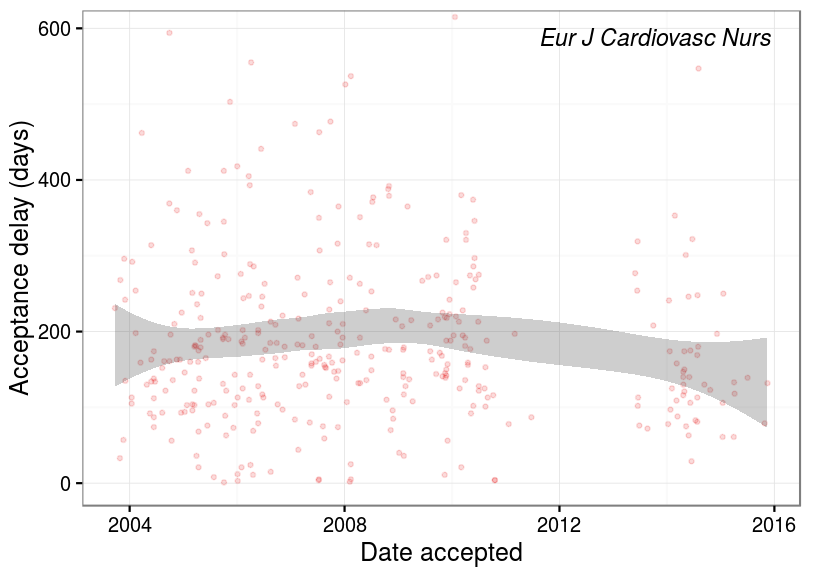 Eur J Cardiovasc Nurs
600
400
200
0
Acceptance delay (days)
2004 2008 2012 2016
Date accepted